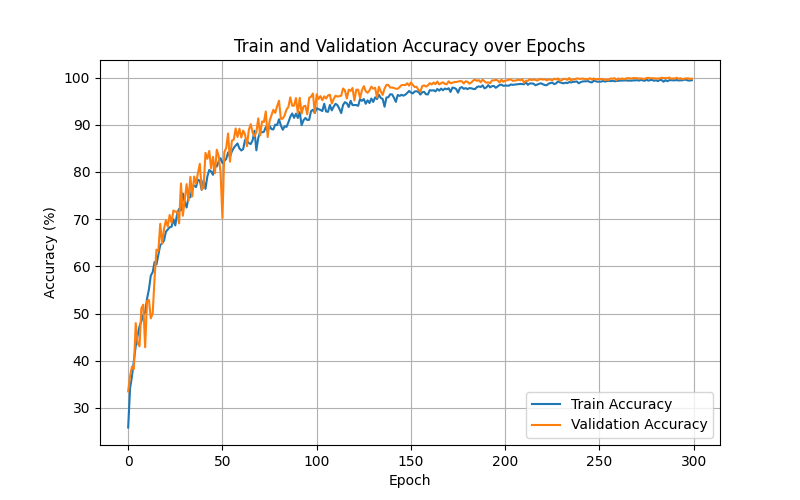 Train and Validation Accuracy over Epochs
Accuracy (%)
100
90
80
70
60
50
40
30
0 50 100 150 200 250 300
Epoch
Train Accuracy
Validation Accuracy